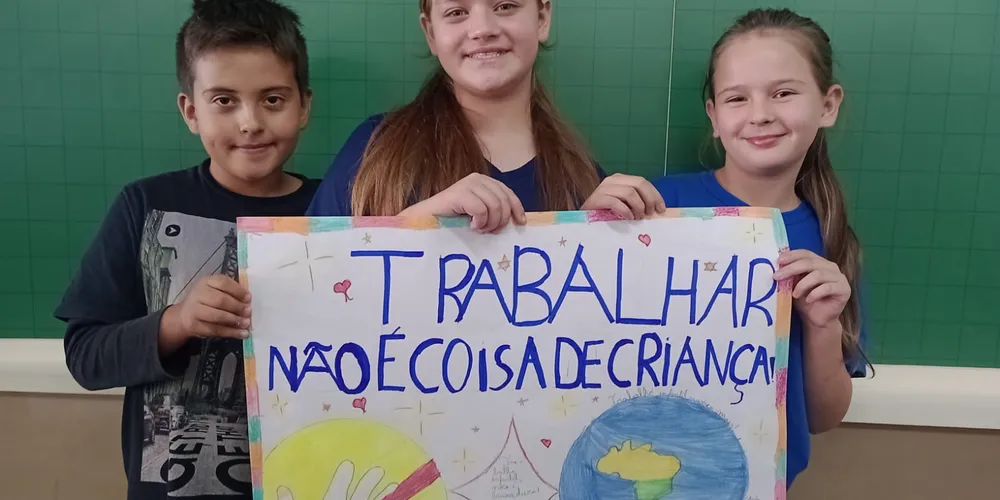 TRABALHAR
NÃO É COISA DE CRIANÇA!